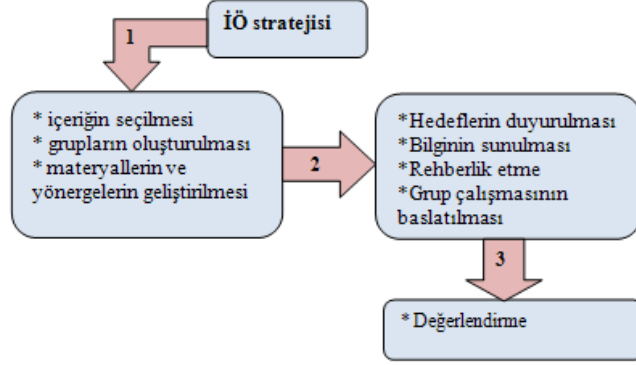 İÖ stratejisi
1
* içeriğin seçilmesi
* grupların oluşturulması
* materyallerin ve
yönergelerin geliştirilmesi
2
*Hedeflerin duyurulması
*Bilginin sunulması
*Rehberlik etme
*Grup çalışmasının
baslatılması
3
* Değerlendirme